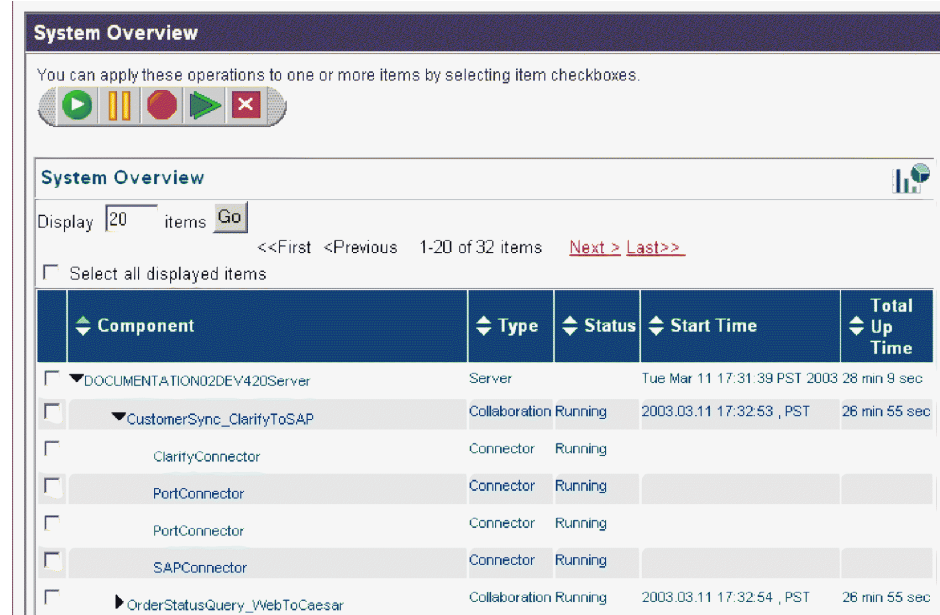 System Overview
You can apply these operations to one or more items by selecting item checkboxes.
System Overview
Display 20 items Go
<<First <Previous 1-20 of 32 items Next > Last>>
Select all displayed items
Component Type Status Start Time Total Up Time
DOCUMENTATION02DEV420Server Server Tue Mar 11 17:31:39 PST 2003 28 min 9 sec
CustomerSync_ClarifyToSAP Collaboration Running 2003.03.11 17:32:53 , PST 26 min 55 sec
ClarifyConnector Connector Running
PortConnector Connector Running
PortConnector Connector Running
SAPConnector Connector Running
OrderStatusQuery_WebToCaesar Collaboration Running 2003.03.11 17:32:54 , PST 26 min 55 sec